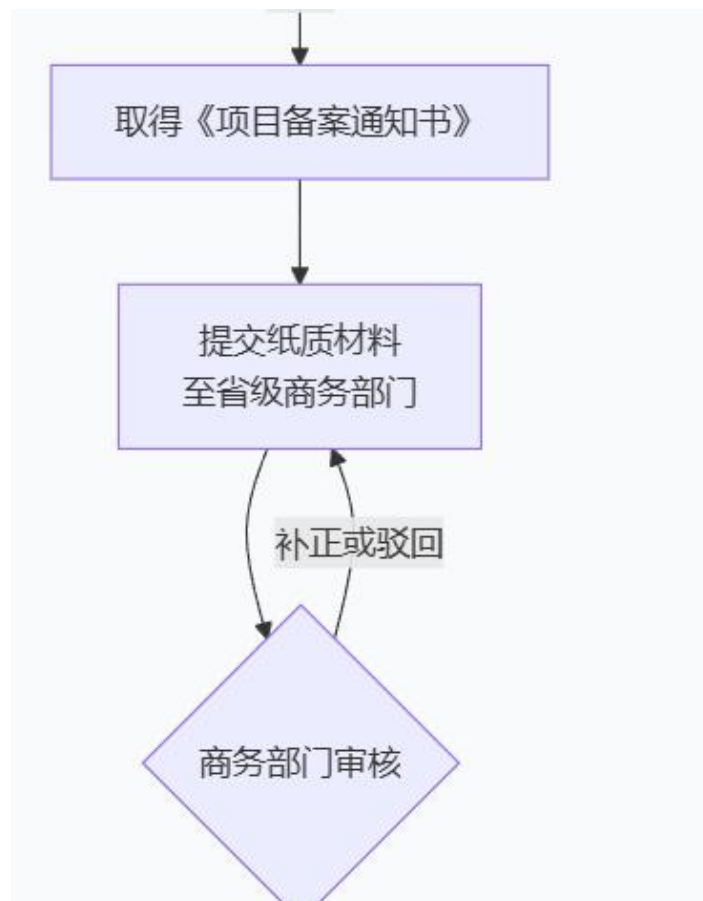 取得《项目备案通知书》
提交纸质材料
至省级商务部门
补正或驳回
商务部门审核